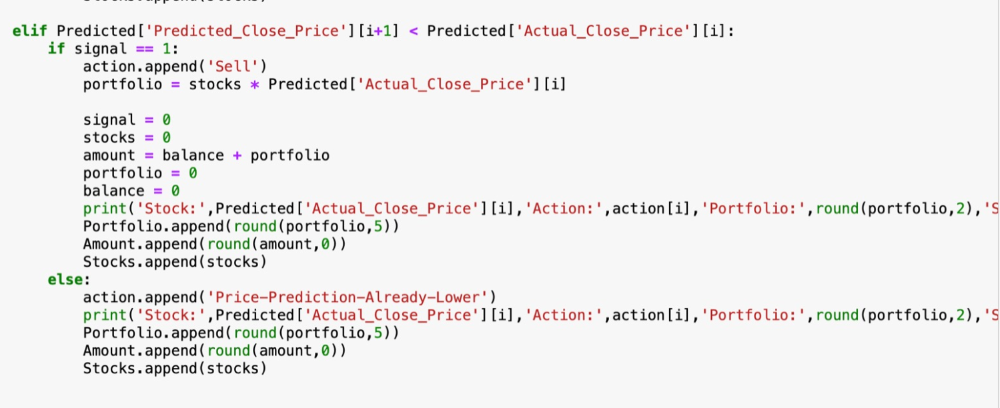 elif Predicted['Predicted_Close_Price'][i+1] < Predicted['Actual_Close_Price'][i]:
    if signal == 1:
        action.append('Sell')
        portfolio = stocks * Predicted['Actual_Close_Price'][i]

        signal = 0
        stocks = 0
        amount = balance + portfolio
        portfolio = 0
        balance = 0
        print('Stock:',Predicted['Actual_Close_Price'][i],'Action:',action[i],'Portfolio:',round(portfolio,2),'S
        Portfolio.append(round(portfolio,5))
        Amount.append(round(amount,0))
        Stocks.append(stocks)
    else:
        action.append('Price-Prediction-Already-Lower')
        print('Stock:',Predicted['Actual_Close_Price'][i],'Action:',action[i],'Portfolio:',round(portfolio,2),'S
        Portfolio.append(round(portfolio,5))
        Amount.append(round(amount,0))
        Stocks.append(stocks)